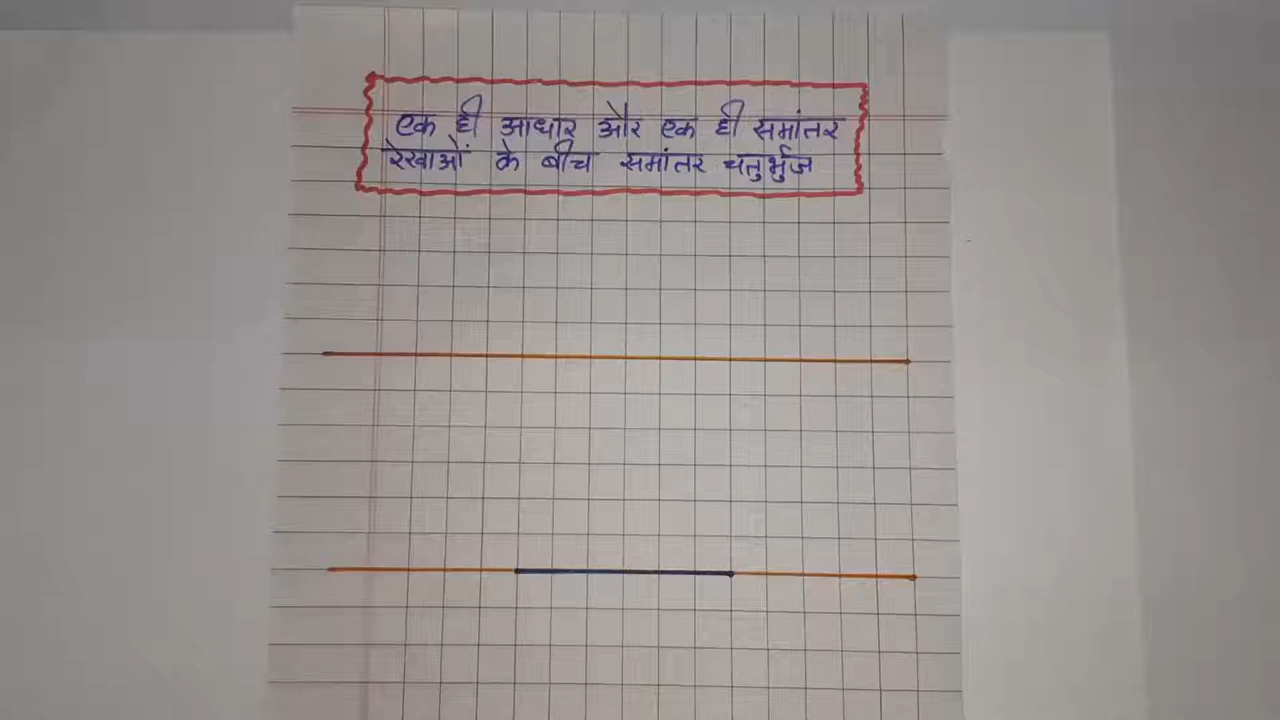 एक ही आधार और एक ही समांतर
रेखाओं के बीच समांतर चतुर्भुज